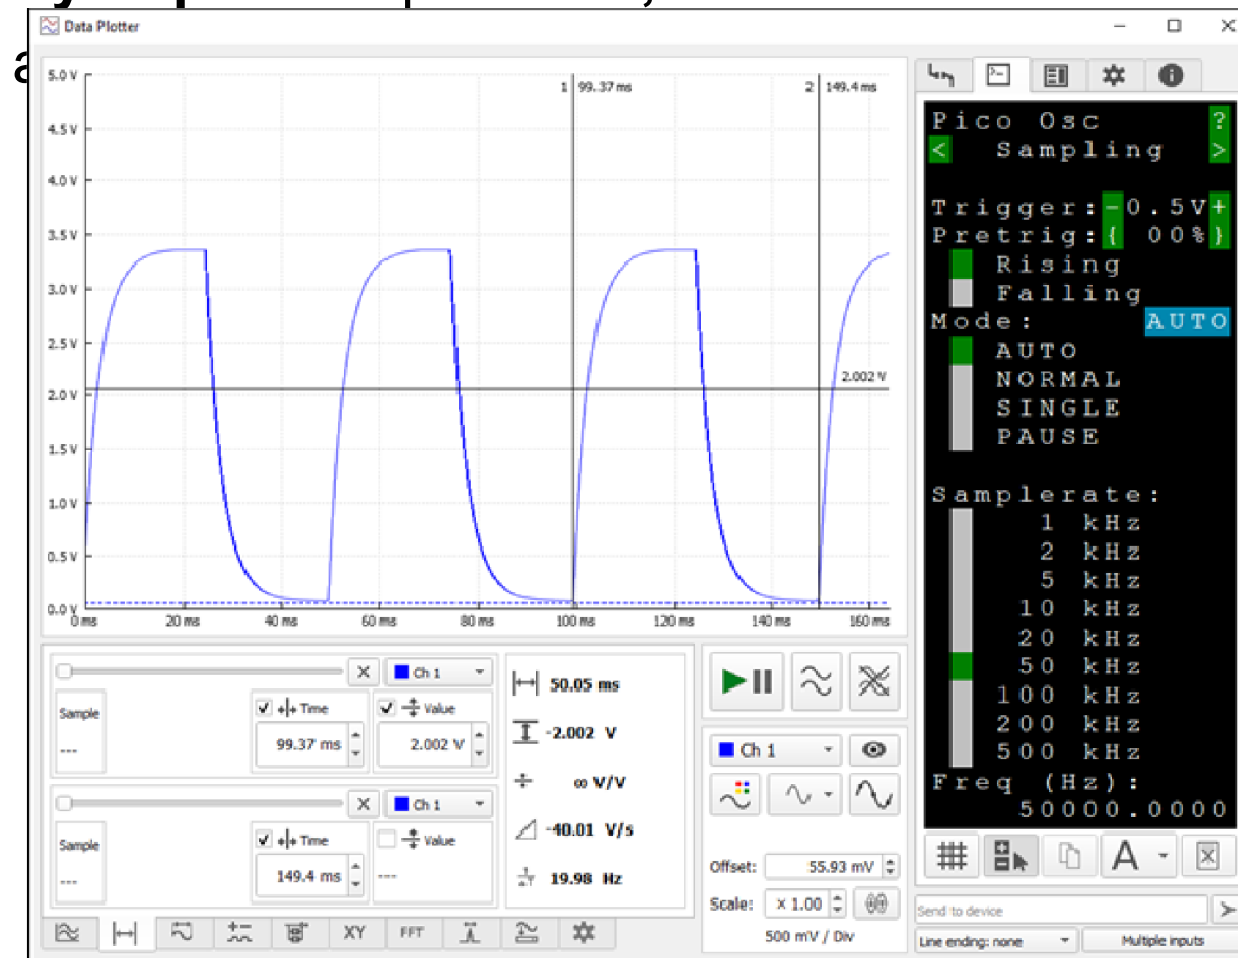 Data Plotter
5.0 V
4.5 V
4.0 V
3.5 V
3.0 V
2.5 V
2.0 V
1.5 V
1.0 V
0.5 V
0.0 V
1 99.37 ms
2 149.4 ms
2.002 V
0 ms 20 ms 40 ms 60 ms 80 ms 100 ms 120 ms 140 ms 160 ms
Ch 1
Sample
---
Time
Value
99.37 ms
2.002 V
Ch 1
Sample
---
Time
Value
149.4 ms
---
50.05 ms
-2.002 V
∞ V/V
-40.01 V/s
19.98 Hz
XY
FFT
Ch 1
Offset: 55.93 mV
Scale: X 1.00
500 mV / Div
Pico Osc ?
< Sampling >
Trigger:-0.5V+
Pretrig:{ 00%}
Rising
Falling
Mode: AUTO
AUTO
NORMAL
SINGLE
PAUSE
Samplerate:
1 kHz
2 kHz
5 kHz
10 kHz
20 kHz
50 kHz
100 kHz
200 kHz
500 kHz
Freq (Hz):
50000.0000
A
Send to device
Line ending: none
Multiple inputs